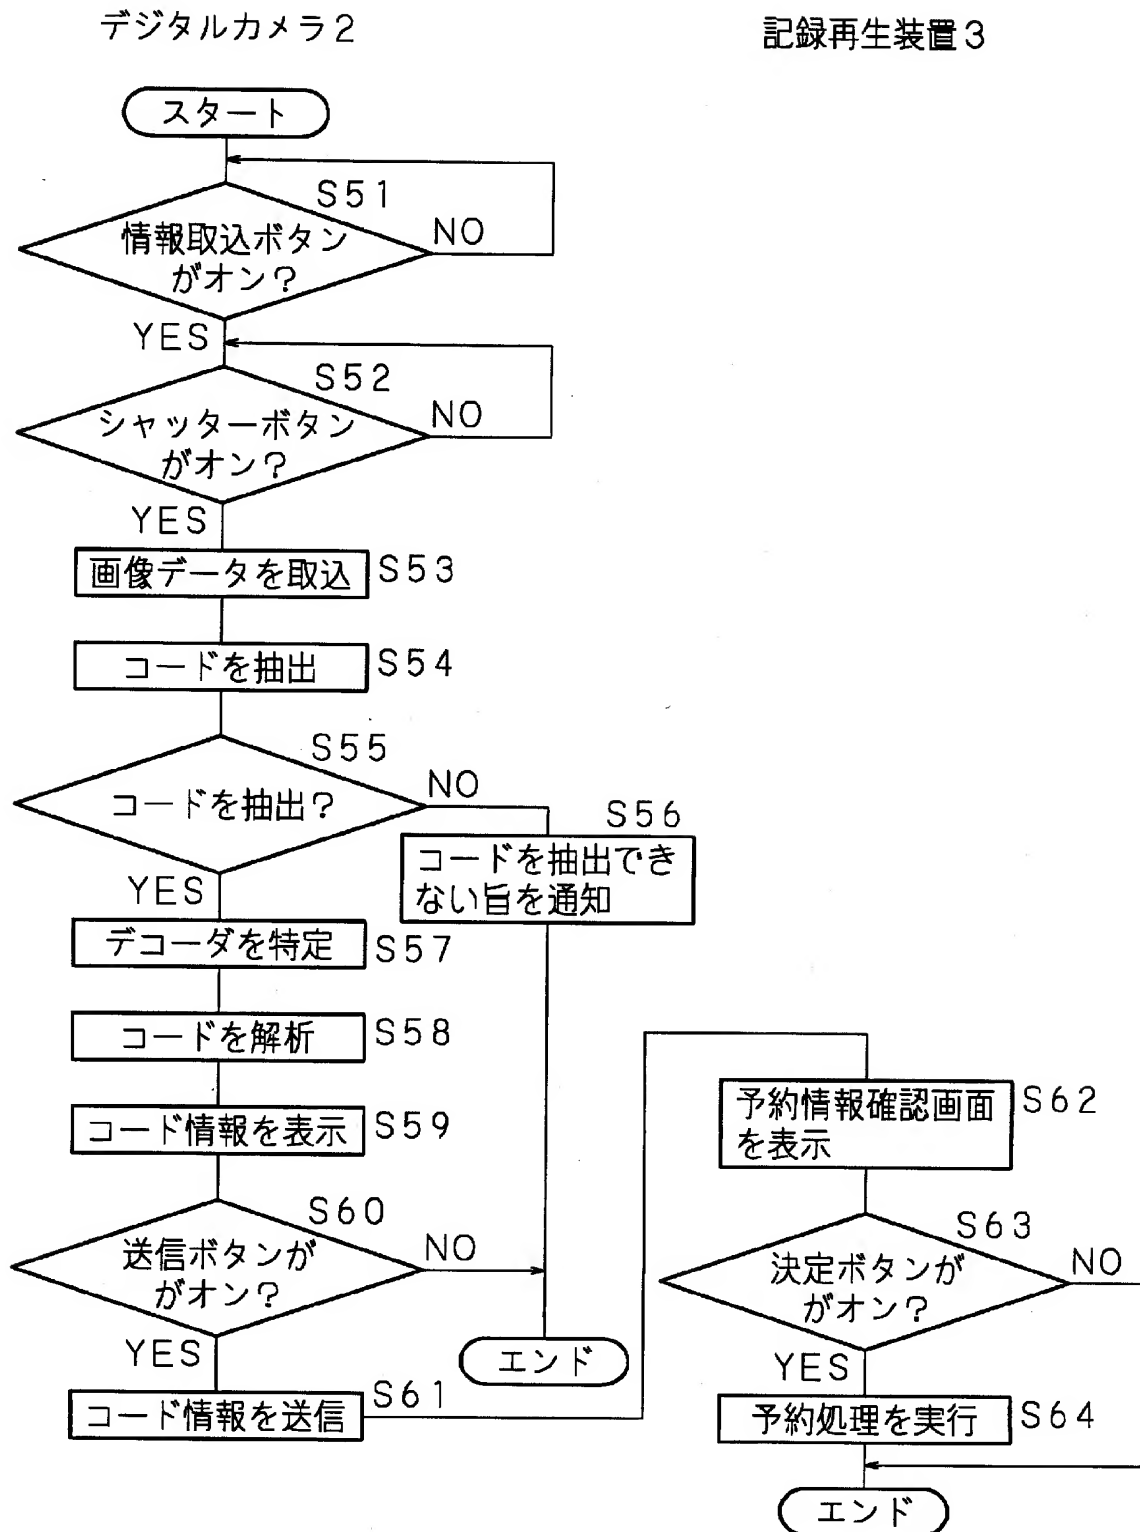 デジタルカメラ2
記録再生装置3
スタート
S51
情報取込ボタン
がオン?
NO
YES
S52
シャッターボタン
がオン?
NO
YES
画像データを取込
S53
コードを抽出
S54
S55
コードを抽出?
NO
YES
S56
コードを抽出でき
ない旨を通知
デコーダを特定
S57
コードを解析
S58
コード情報を表示
S59
S60
送信ボタンが
がオン?
NO
YES
エンド
コード情報を送信
S61
予約情報確認画面
を表示
S62
S63
決定ボタンが
がオン?
NO
YES
予約処理を実行
S64
エンド